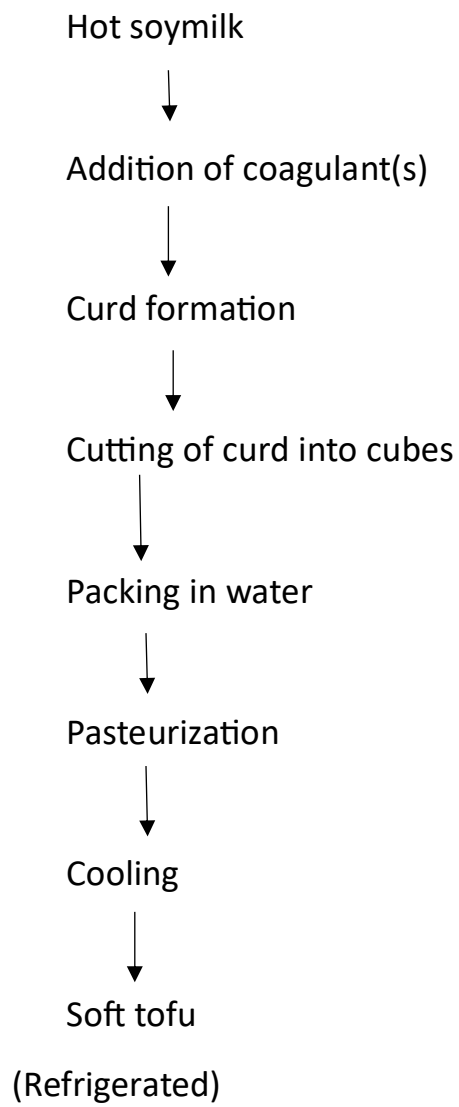 Hot soymilk
Addition of coagulant(s)
Curd formation
Cutting of curd into cubes
Packing in water
Pasteurization
Cooling
Soft tofu
(Refrigerated)